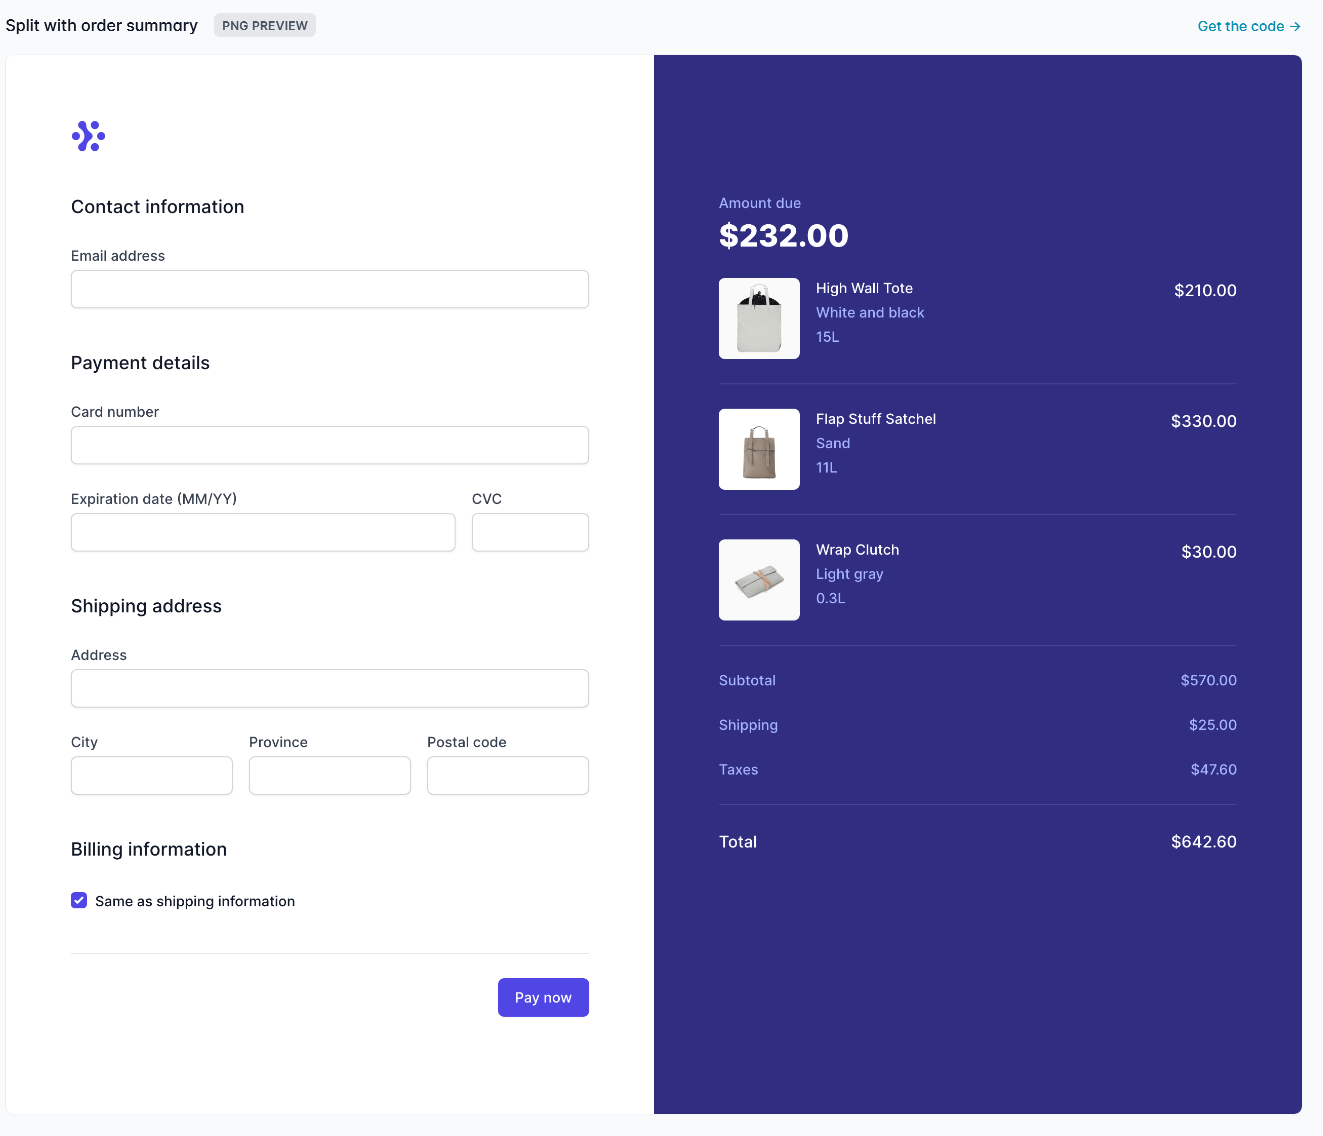 Split with order summary
PNG PREVIEW
Get the code →
Contact information
Email address
Payment details
Card number
Expiration date (MM/YY)
CVC
Shipping address
Address
City
Province
Postal code
Billing information
Same as shipping information
Pay now
Amount due
$232.00
High Wall Tote
$210.00
White and black
15L
Flap Stuff Satchel
$330.00
Sand
11L
Wrap Clutch
$30.00
Light gray
0.3L
Subtotal
$570.00
Shipping
$25.00
Taxes
$47.60
Total
$642.60